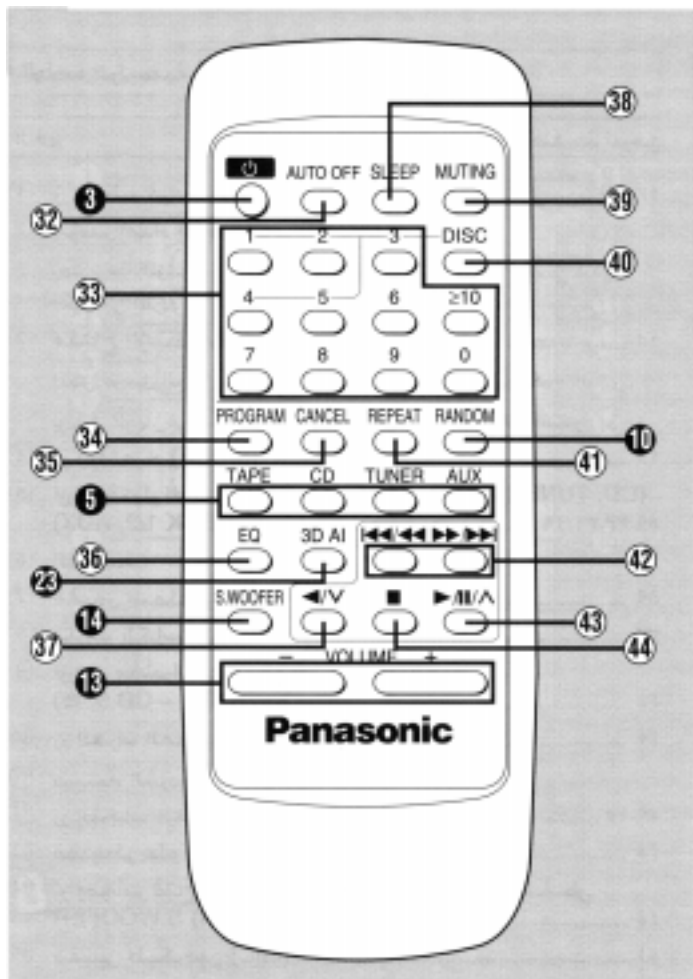 38
⏻ AUTO OFF SLEEP MUTING
3 32 39
1 2 3 DISC
33 40
4 5 6 ≥10
7 8 9 0
PROGRAM CANCEL REPEAT RANDOM
34 10
35 41
TAPE CD TUNER AUX
5
EQ 3D AI ⏮/◀◀ ▶▶/⏭
36 42
23
S.WOOFER ◀/∨ ■ ▶/II/∧
14 43
37 44
− VOLUME +
13
Panasonic